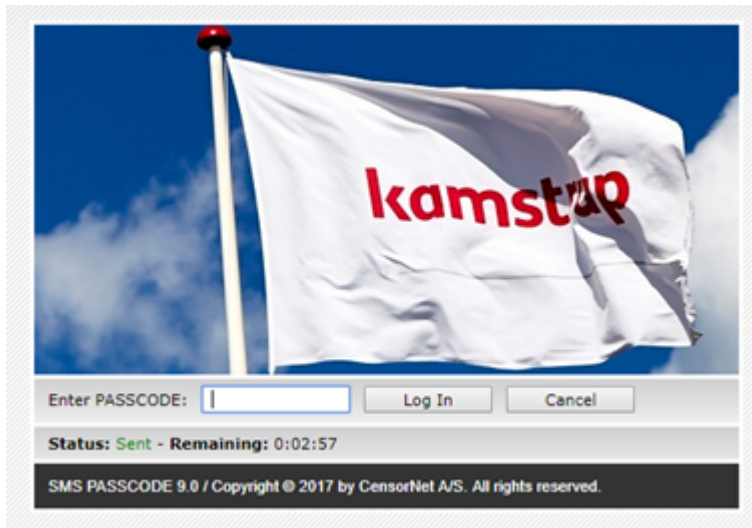 kamstrup
Enter PASSCODE: Log In Cancel
Status: Sent - Remaining: 0:02:57
SMS PASSCODE 9.0 / Copyright © 2017 by CensorNet A/S. All rights reserved.